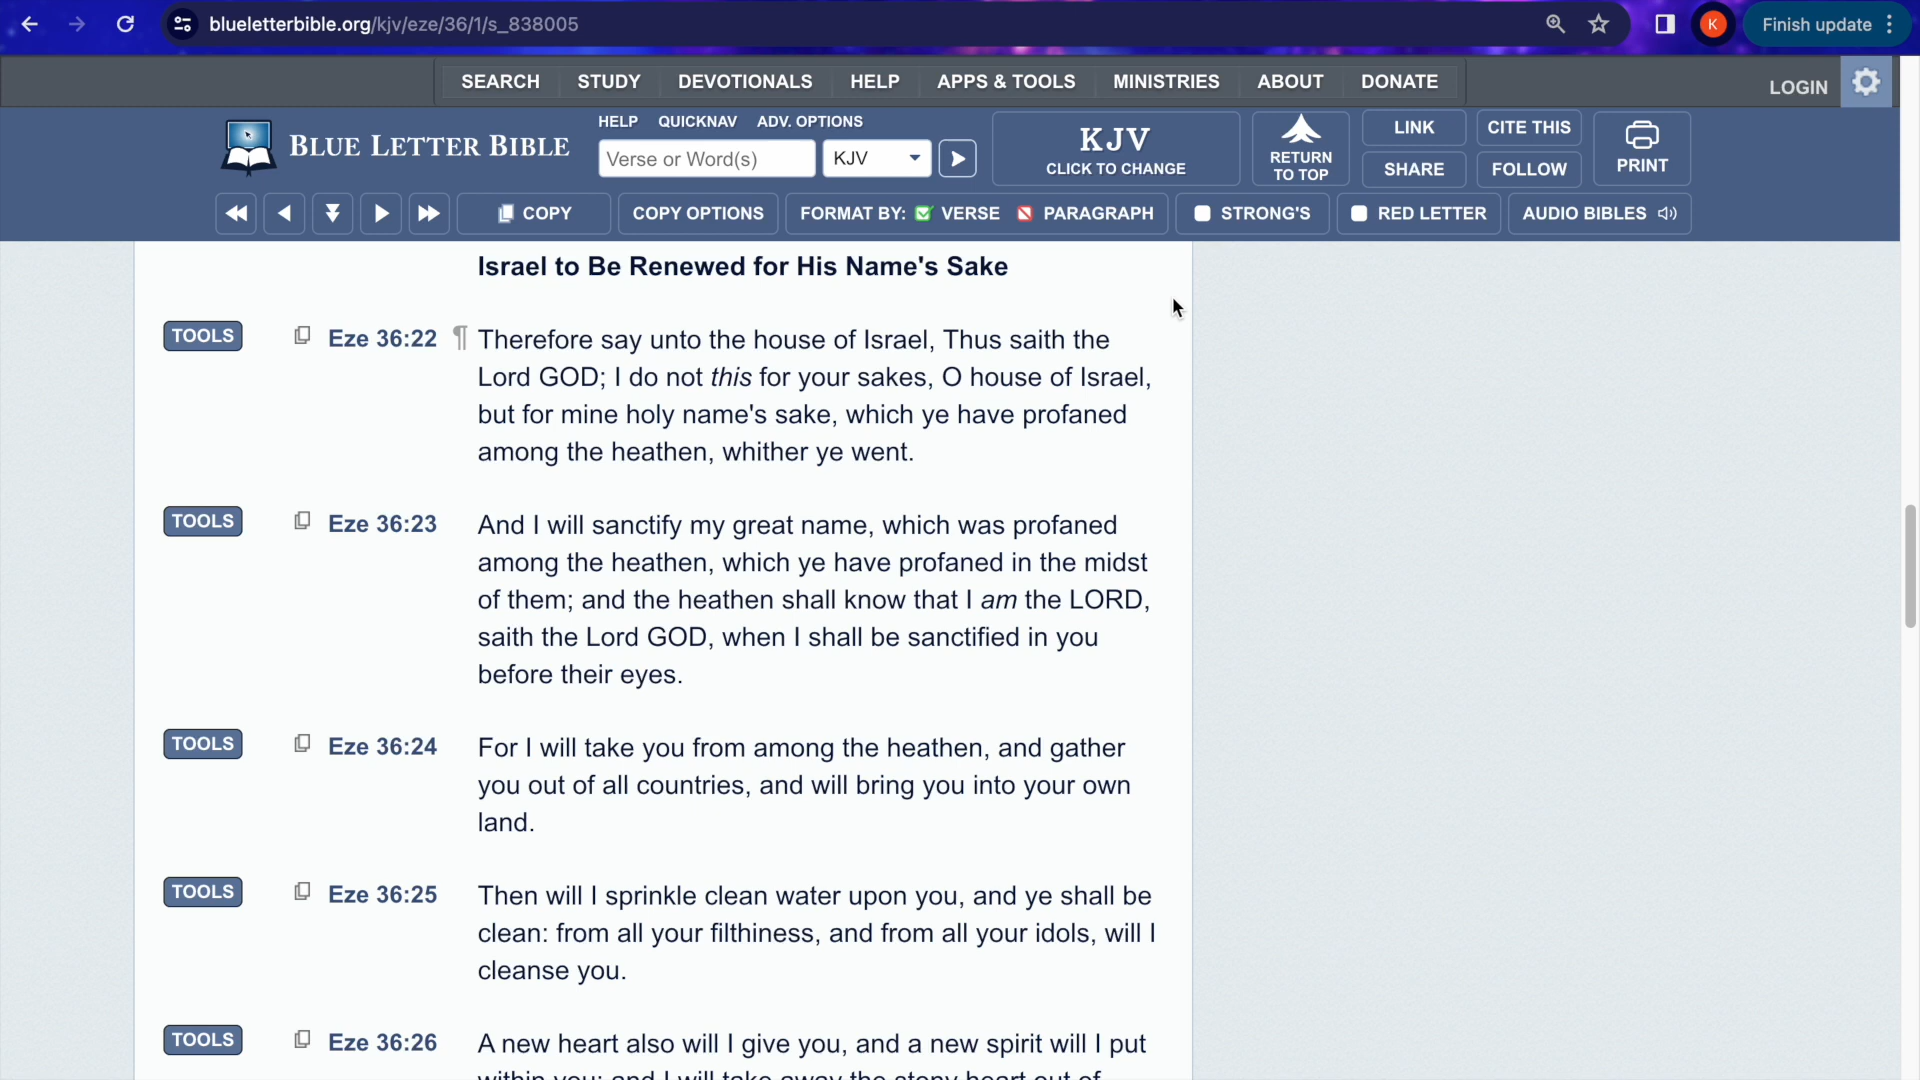 blueletterbible.org/kjv/eze/36/1/s_838005
K
Finish update
SEARCH STUDY DEVOTIONALS HELP APPS & TOOLS MINISTRIES ABOUT DONATE
LOGIN
BLUE LETTER BIBLE
HELP QUICKNAV ADV. OPTIONS
Verse or Word(s)
KJV
KJV
CLICK TO CHANGE
RETURN
TO TOP
LINK
CITE THIS
SHARE
FOLLOW
PRINT
COPY
COPY OPTIONS
FORMAT BY: VERSE PARAGRAPH
STRONG'S
RED LETTER
AUDIO BIBLES
Israel to Be Renewed for His Name's Sake
TOOLS Eze 36:22 ¶ Therefore say unto the house of Israel, Thus saith the
Lord GOD; I do not this for your sakes, O house of Israel,
but for mine holy name's sake, which ye have profaned
among the heathen, whither ye went.
TOOLS Eze 36:23 And I will sanctify my great name, which was profaned
among the heathen, which ye have profaned in the midst
of them; and the heathen shall know that I am the LORD,
saith the Lord GOD, when I shall be sanctified in you
before their eyes.
TOOLS Eze 36:24 For I will take you from among the heathen, and gather
you out of all countries, and will bring you into your own
land.
TOOLS Eze 36:25 Then will I sprinkle clean water upon you, and ye shall be
clean: from all your filthiness, and from all your idols, will I
cleanse you.
TOOLS Eze 36:26 A new heart also will I give you, and a new spirit will I put
within you: and I will take away the stony heart out of